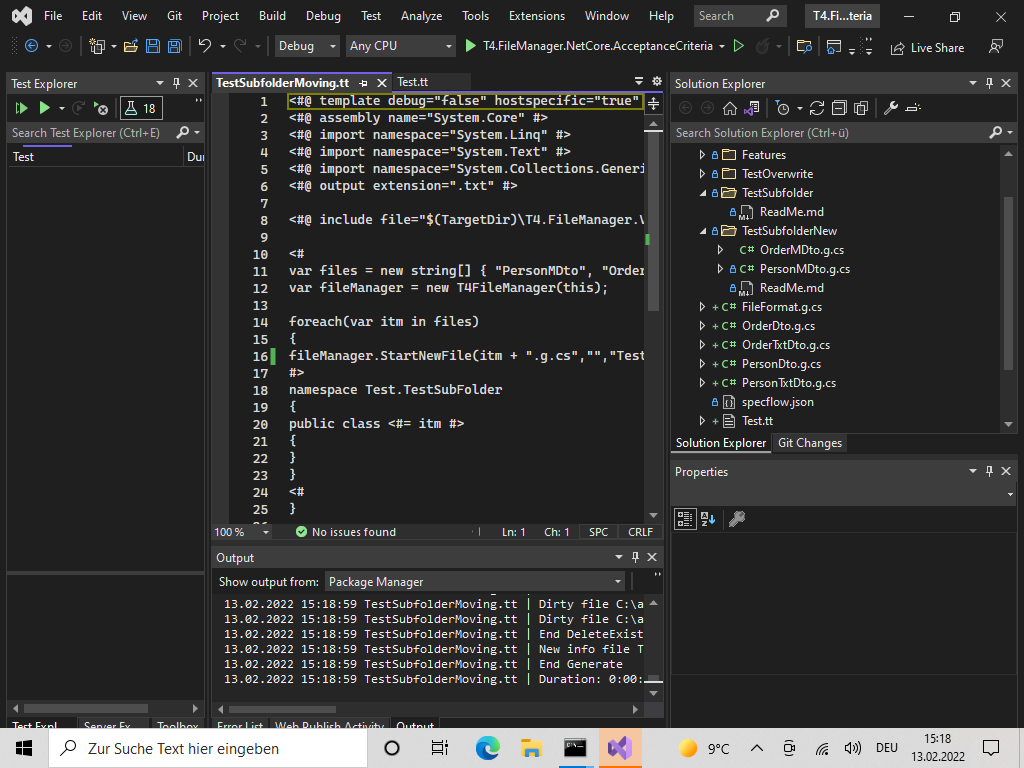 File Edit View Git Project Build Debug Test Analyze Tools Extensions Window Help Search T4.Fi...teria
Debug Any CPU T4.FileManager.NetCore.AcceptanceCriteria Live Share
Test Explorer
18
Search Test Explorer (Ctrl+E)
Test Dur
TestSubfolderMoving.tt Test.tt
1 <#@ template debug="false" hostspecific="true"
2 <#@ assembly name="System.Core" #>
3 <#@ import namespace="System.Linq" #>
4 <#@ import namespace="System.Text" #>
5 <#@ import namespace="System.Collections.Generi
6 <#@ output extension=".txt" #>
7
8 <#@ include file="$(TargetDir)\T4.FileManager.V
9
10 <#
11 var files = new string[] { "PersonMDto", "Order
12 var fileManager = new T4FileManager(this);
13
14 foreach(var itm in files)
15 {
16 fileManager.StartNewFile(itm + ".g.cs","","Test
17 #>
18 namespace Test.TestSubFolder
19 {
20 public class <#= itm #>
21 {
22 }
23 }
24 <#
25 }
100 % No issues found Ln: 1 Ch: 1 SPC CRLF
Output
Show output from: Package Manager
13.02.2022 15:18:59 TestSubfolderMoving.tt | Dirty file C:\a
13.02.2022 15:18:59 TestSubfolderMoving.tt | Dirty file C:\a
13.02.2022 15:18:59 TestSubfolderMoving.tt | End DeleteExist
13.02.2022 15:18:59 TestSubfolderMoving.tt | New info file T
13.02.2022 15:18:59 TestSubfolderMoving.tt | End Generate
13.02.2022 15:18:59 TestSubfolderMoving.tt | Duration: 0:00:
Solution Explorer
Search Solution Explorer (Ctrl+ü)
Features
TestOverwrite
TestSubfolder
ReadMe.md
TestSubfolderNew
C# OrderMDto.g.cs
C# PersonMDto.g.cs
ReadMe.md
+ C# FileFormat.g.cs
+ C# OrderDto.g.cs
+ C# OrderTxtDto.g.cs
+ C# PersonDto.g.cs
+ C# PersonTxtDto.g.cs
specflow.json
+ Test.tt
Solution Explorer Git Changes
Properties
Test Expl... Server Ex... Toolbox Error List Web Publish Activity Output
Zur Suche Text hier eingeben 9°C DEU 15:18
13.02.2022